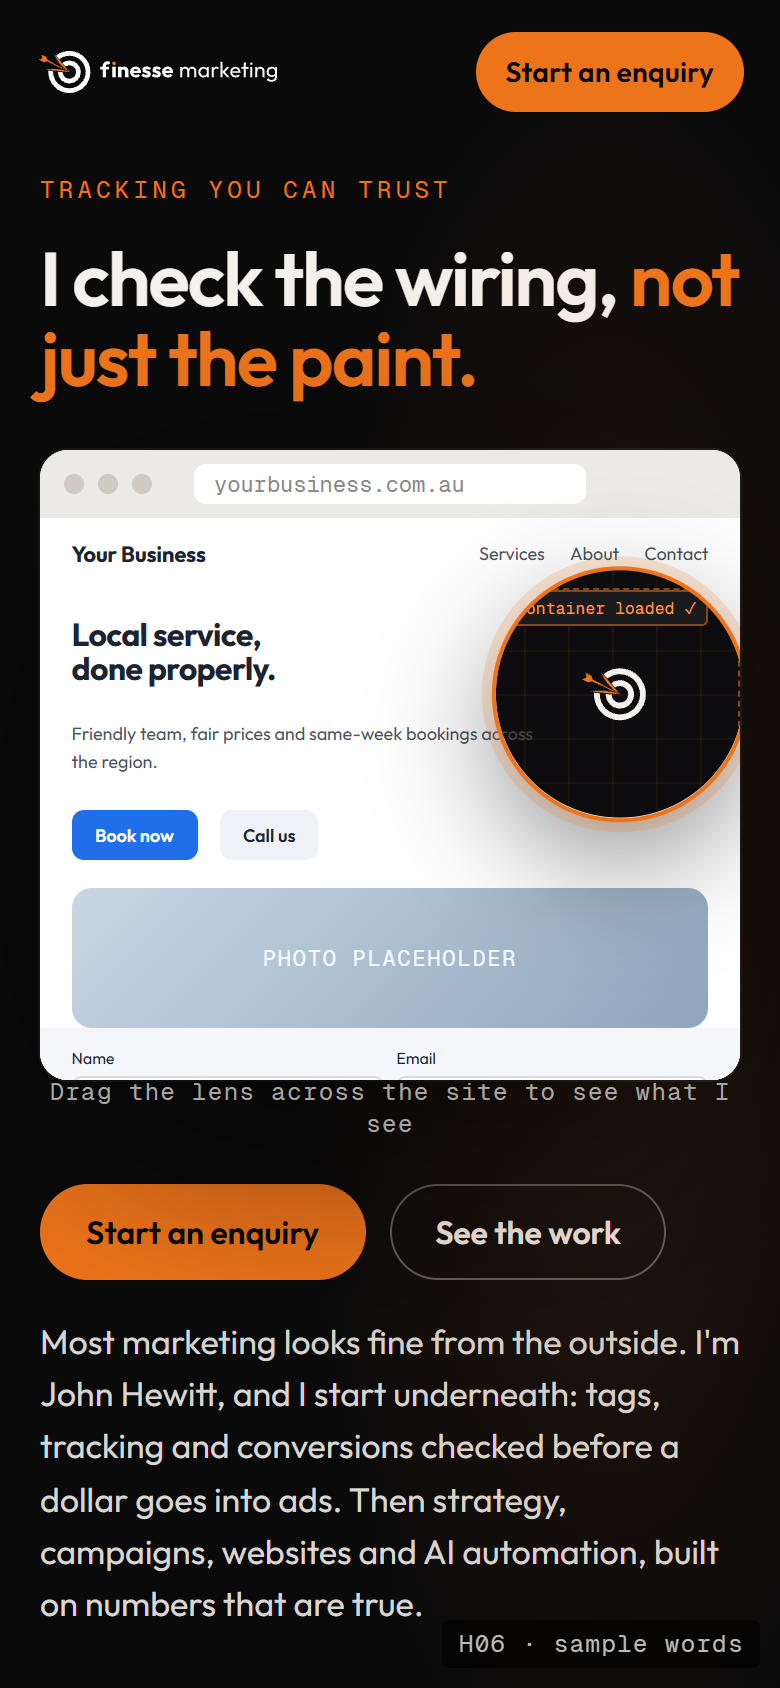 finesse marketing
Start an enquiry
TRACKING YOU CAN TRUST
I check the wiring, not
just the paint.
yourbusiness.com.au
Your Business
Services About Contact
ontainer loaded ✓
Local service,
done properly.
Friendly team, fair prices and same-week bookings across
the region.
Book now
Call us
PHOTO PLACEHOLDER
Name
Email
Drag the lens across the site to see what I
see
Start an enquiry
See the work
Most marketing looks fine from the outside. I'm
John Hewitt, and I start underneath: tags,
tracking and conversions checked before a
dollar goes into ads. Then strategy,
campaigns, websites and AI automation, built
on numbers that are true.
H06 · sample words